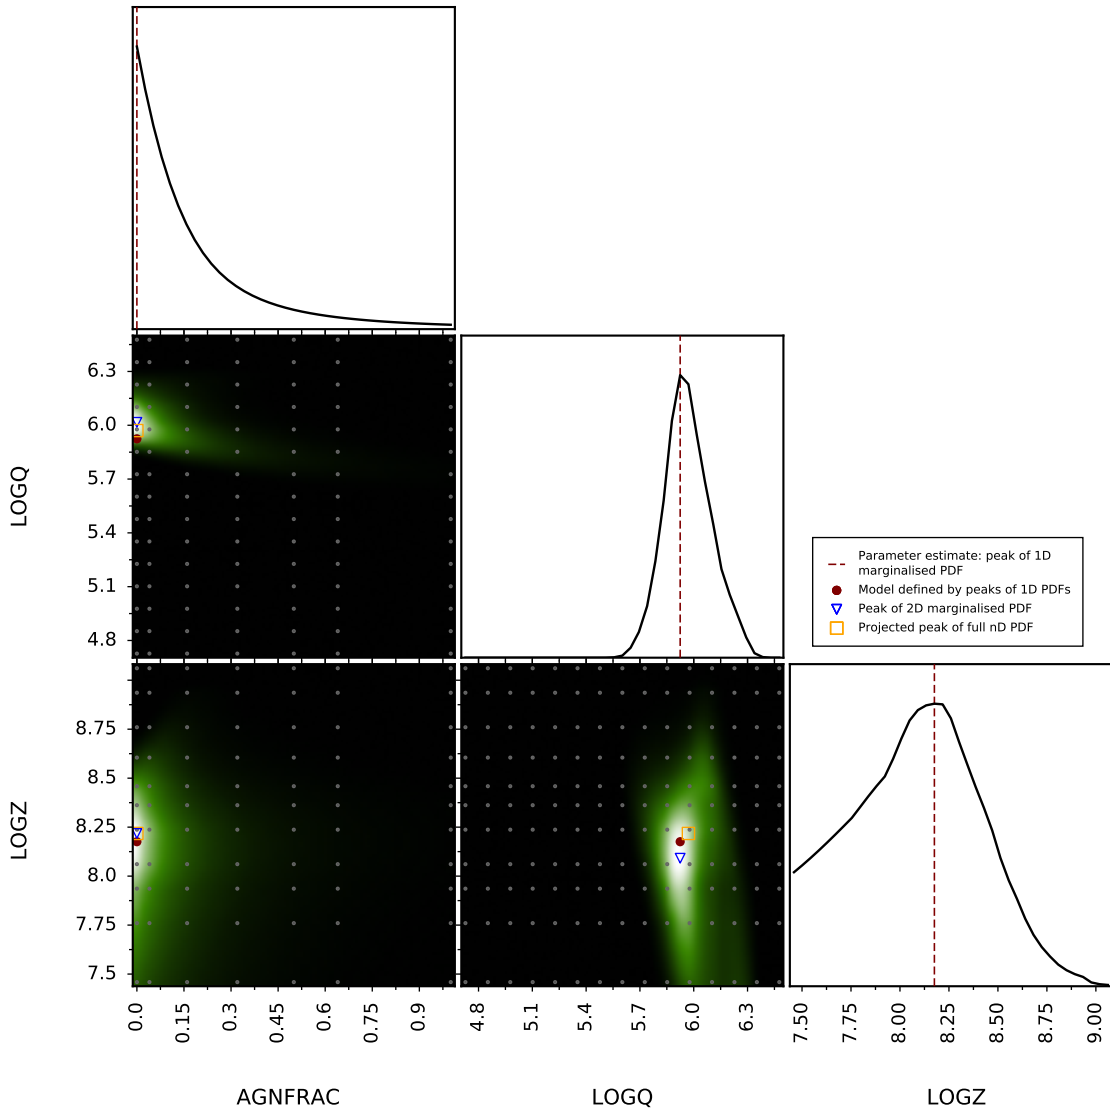 6.3
6.0
5.7
5.4
5.1
4.8
LOGQ
Parameter estimate: peak of 1D
marginalised PDF
Model defined by peaks of 1D PDFs
Peak of 2D marginalised PDF
Projected peak of full nD PDF
8.75
8.5
8.25
8.0
7.75
7.5
LOGZ
0.0 0.15 0.3 0.45 0.6 0.75 0.9
4.8 5.1 5.4 5.7 6.0 6.3
7.50 7.75 8.00 8.25 8.50 8.75 9.00
AGNFRAC
LOGQ
LOGZ